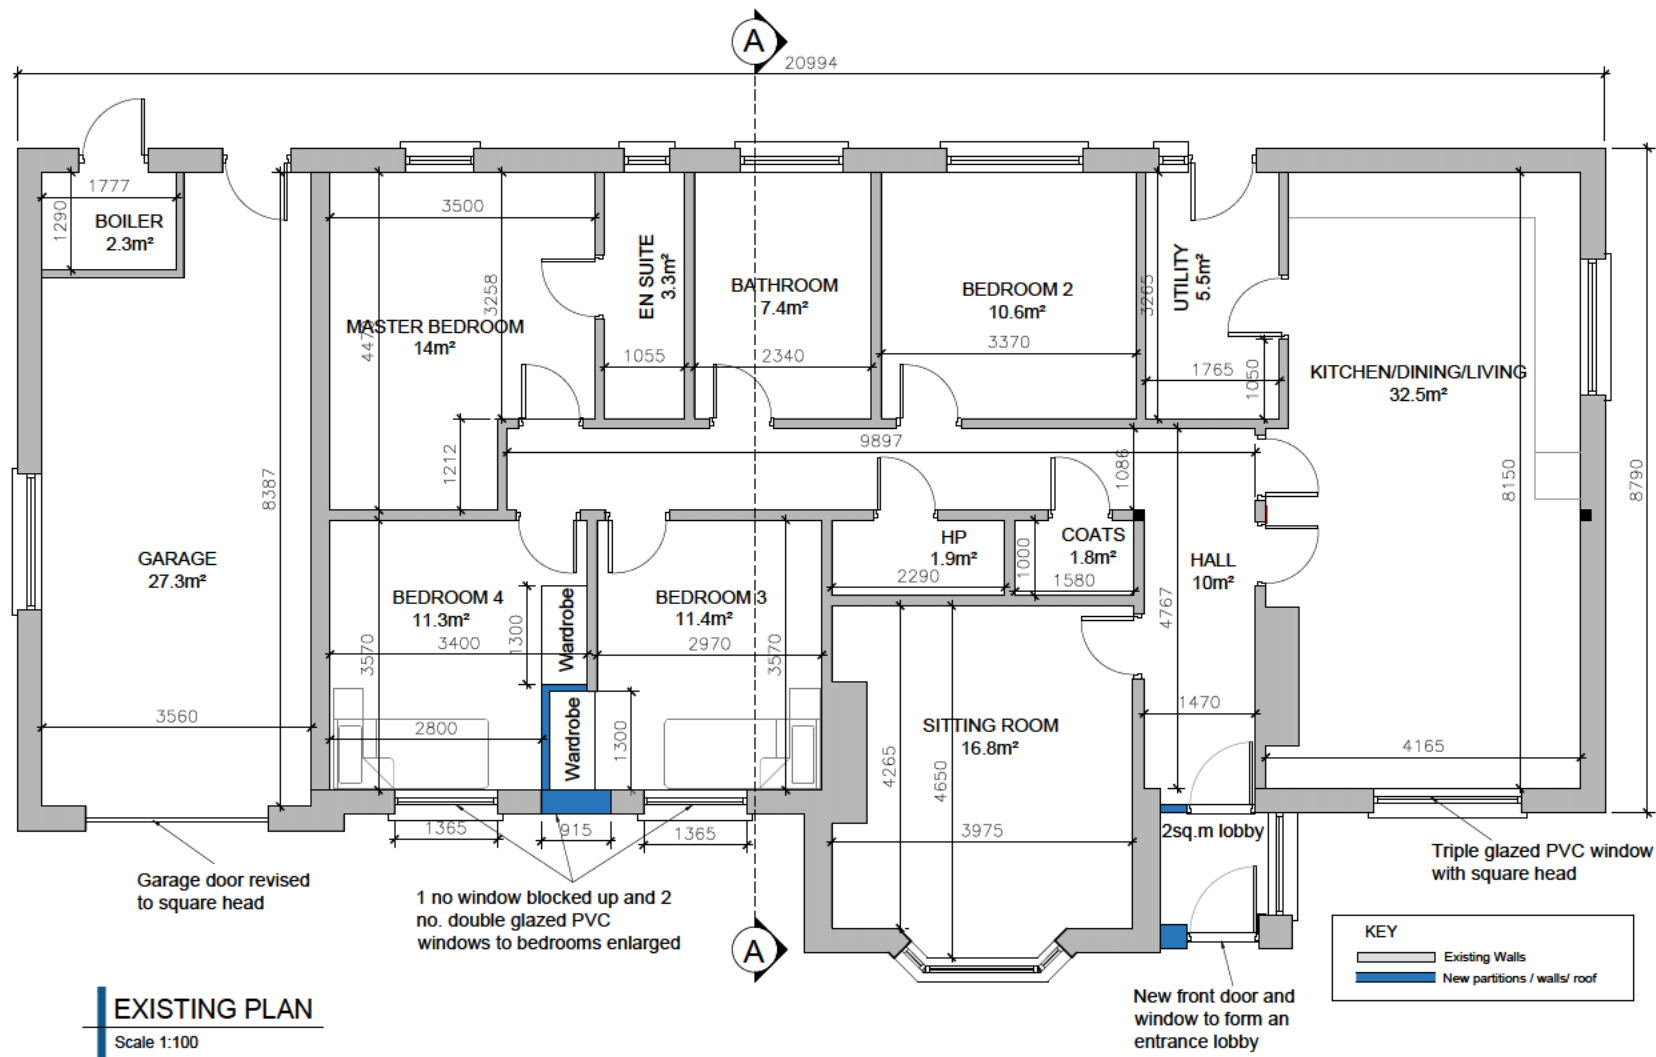 A
20994
1777
1290
BOILER
2.3m²
3500
EN SUITE
3.3m²
BATHROOM
7.4m²
BEDROOM 2
10.6m²
UTILITY
5.5m²
3265
8790
3258
MASTER BEDROOM
14m²
1055
2340
3370
1765
1050
KITCHEN/DINING/LIVING
32.5m²
9897
1212
1086
8387
8150
GARAGE
27.3m²
HP
1.9m²
2290
COATS
1.8m²
1000
1580
HALL
10m²
4767
BEDROOM 4
11.3m²
3400
3570
1300
Wardrobe
BEDROOM 3
11.4m²
2970
3570
3560
2800
Wardrobe
1300
SITTING ROOM
16.8m²
4265
4650
1470
4165
3975
1365
915
1365
2sq.m lobby
Triple glazed PVC window
with square head
Garage door revised
to square head
1 no window blocked up and 2
no. double glazed PVC
windows to bedrooms enlarged
A
KEY
Existing Walls
New partitions / walls/ roof
New front door and
window to form an
entrance lobby
EXISTING PLAN
Scale 1:100